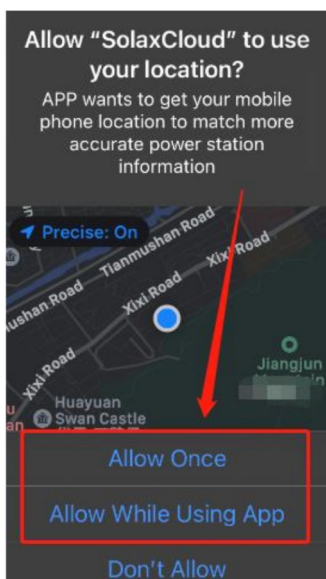 Allow “SolaxCloud” to use
your location?
APP wants to get your mobile
phone location to match more
accurate power station
information
Precise: On
Tianmushan Road
Xixi Road
ushan Road
Xixi Road
Xixi Road
Jiangjun
Huayuan
Swan Castle
Allow Once
Allow While Using App
Don't Allow